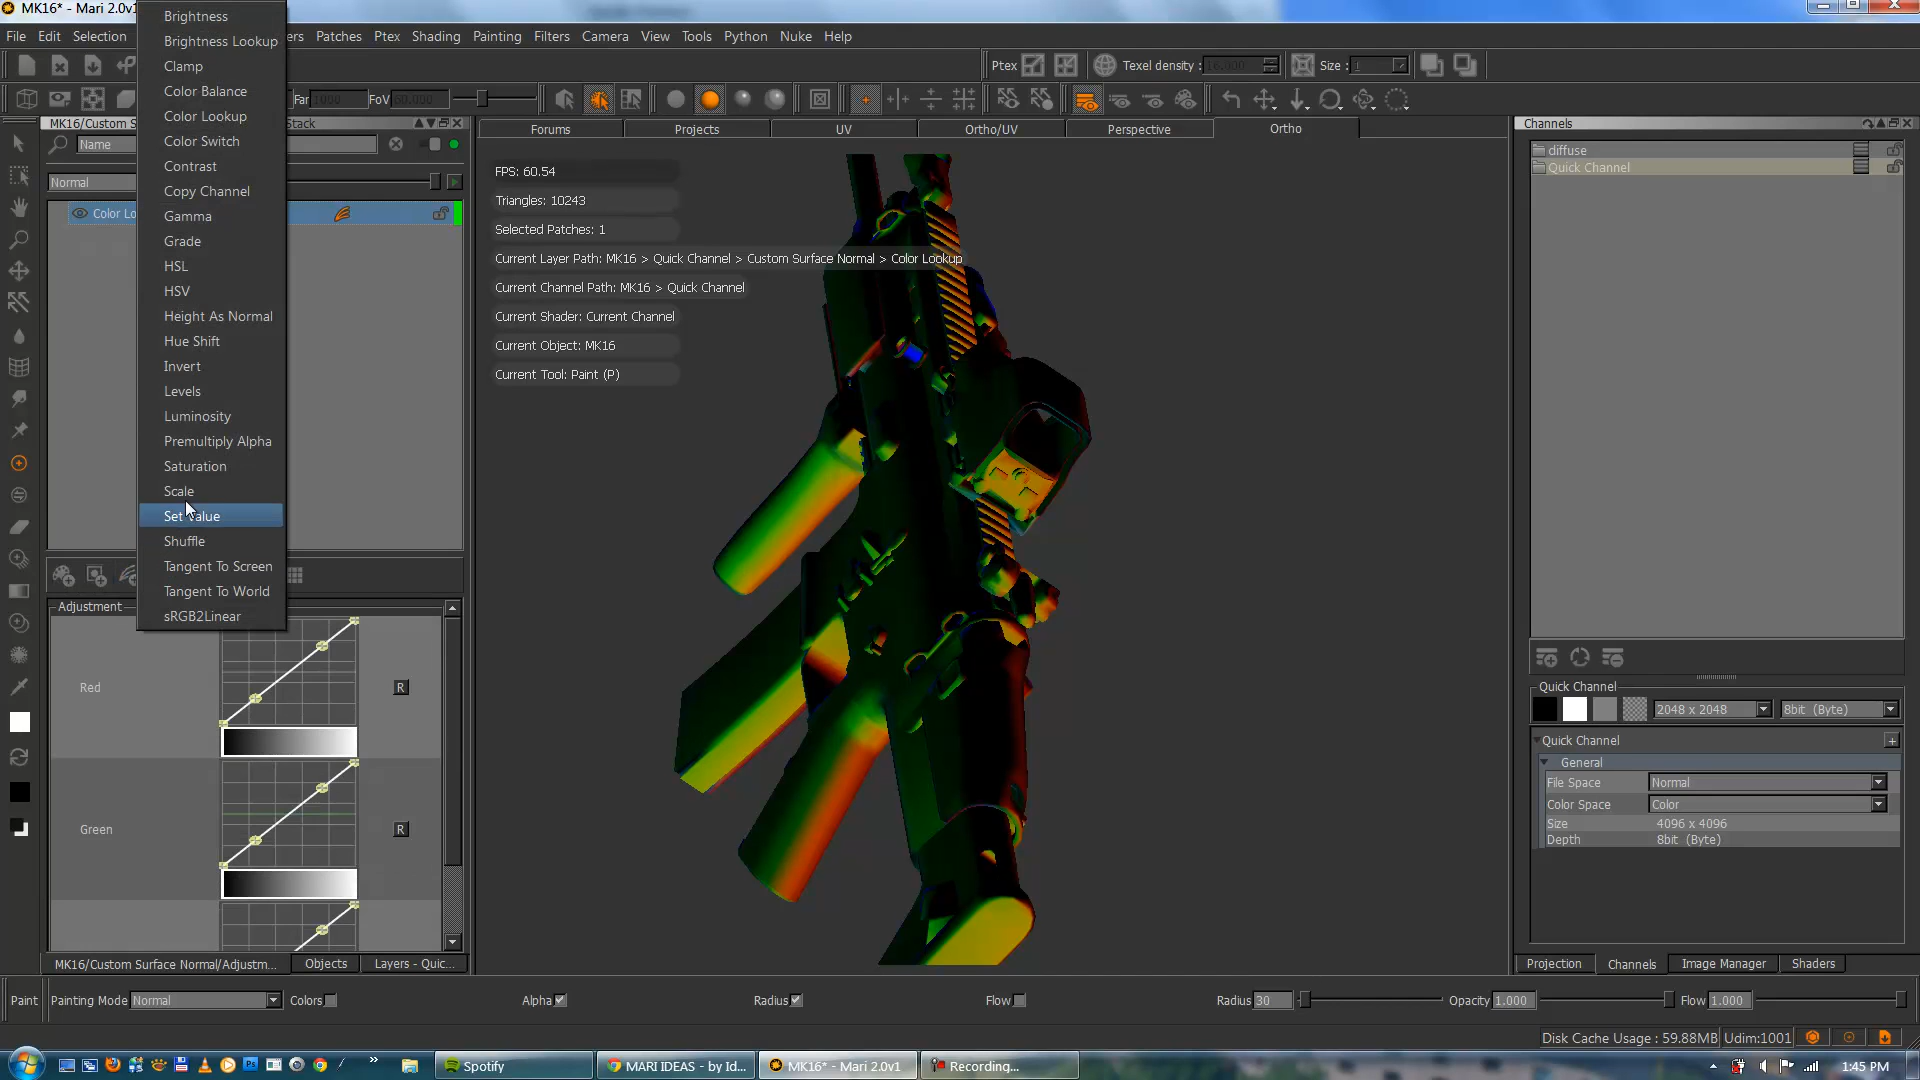 MK16* - Mari 2.0v1
File Edit Selection
Patches Ptex Shading Painting Filters Camera View Tools Python Nuke Help
Ptex Texel density : 16.000 Size : 1
Far 1000 FoV 60.000
MK16/Custom S
Stack
Name
Normal
Color Lo
Brightness
Brightness Lookup
Clamp
Color Balance
Color Lookup
Color Switch
Contrast
Copy Channel
Gamma
Grade
HSL
HSV
Height As Normal
Hue Shift
Invert
Levels
Luminosity
Premultiply Alpha
Saturation
Scale
Set Value
Shuffle
Tangent To Screen
Tangent To World
sRGB2Linear
Adjustment
Red
R
Green
R
MK16/Custom Surface Normal/Adjustm... Objects Layers - Quic...
Forums Projects UV Ortho/UV Perspective Ortho
FPS: 60.54
Triangles: 10243
Selected Patches: 1
Current Layer Path: MK16 > Quick Channel > Custom Surface Normal > Color Lookup
Current Channel Path: MK16 > Quick Channel
Current Shader: Current Channel
Current Object: MK16
Current Tool: Paint (P)
Channels
diffuse
Quick Channel
Quick Channel
2048 x 2048 8bit (Byte)
Quick Channel
General
File Space Normal
Color Space Color
Size 4096 x 4096
Depth 8bit (Byte)
Projection Channels Image Manager Shaders
Paint Painting Mode Normal Colors Alpha Radius Flow Radius 30 Opacity 1.000 Flow 1.000
Disk Cache Usage : 59.88MB Udim:1001
Spotify MARI IDEAS - by Id... MK16* - Mari 2.0v1 Recording... 1:45 PM